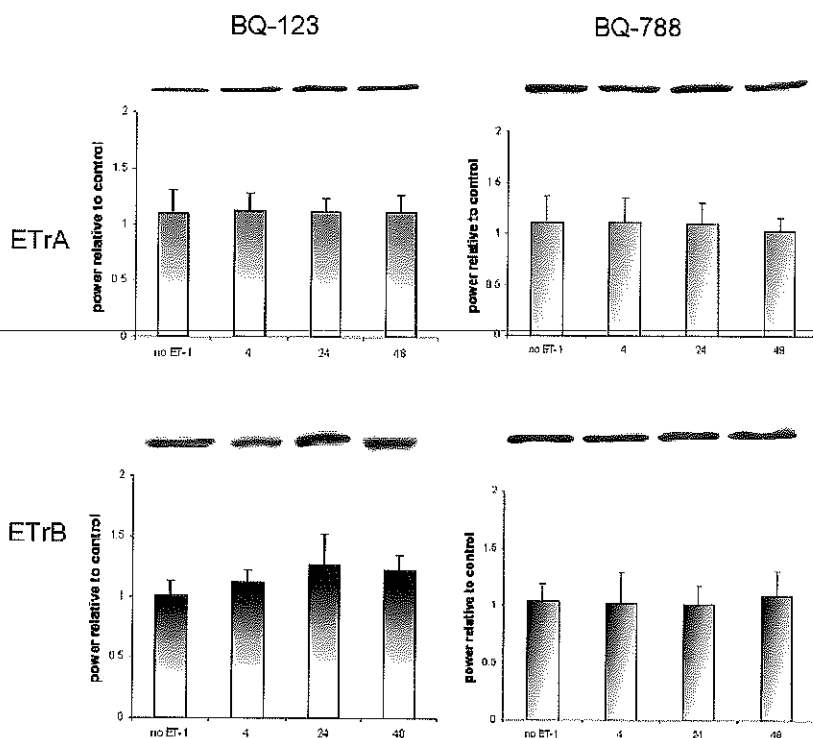 BQ-123
BQ-788
ETrA
power relative to control
2
1.5
1
0.5
0
no ET-1 4 24 48
power relative to control
2
1.5
1
0.5
0
no ET-1 4 24 48
ETrB
power relative to control
2
1.5
1
0.5
0
no ET-1 4 24 48
power relative to control
2
1.5
1
0.5
0
no ET-1 4 24 48